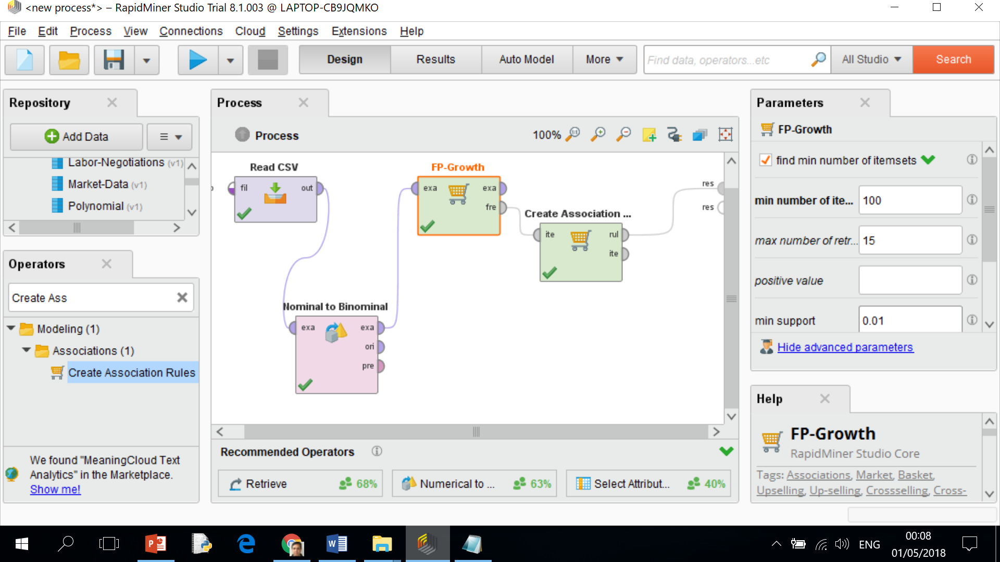 <new process*> – RapidMiner Studio Trial 8.1.003 @ LAPTOP-CB9JQMKO
File Edit Process View Connections Cloud Settings Extensions Help
Design Results Auto Model More Find data, operators...etc All Studio Search
Repository
Add Data
Labor-Negotiations (v1)
Market-Data (v1)
Polynomial (v1)
Operators
Create Ass
Modeling (1)
Associations (1)
Create Association Rules
We found "MeaningCloud Text
Analytics" in the Marketplace.
Show me!
Process
Process
100%
Read CSV
fil out
Nominal to Binominal
exa exa
ori
pre
FP-Growth
exa exa
fre
Create Association ...
ite rul
ite
res
res
Recommended Operators
Retrieve 68%
Numerical to ... 63%
Select Attribut... 40%
Parameters
FP-Growth
find min number of itemsets
min number of ite... 100
max number of retr... 15
positive value
min support 0.01
Hide advanced parameters
Help
FP-Growth
RapidMiner Studio Core
Tags: Associations, Market, Basket,
Upselling, Up-selling, Crossselling, Cross-
ENG
00:08
01/05/2018